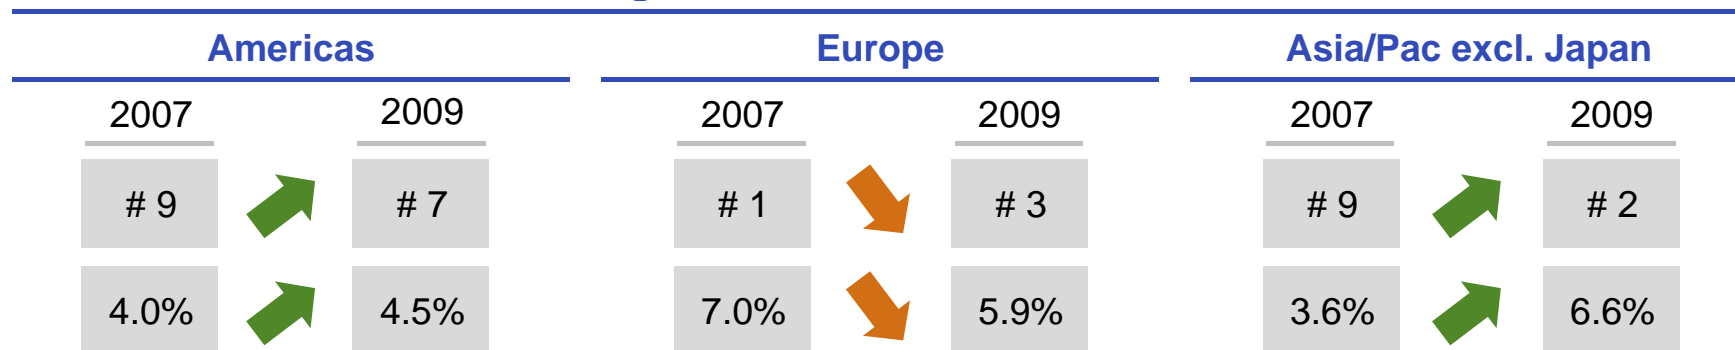 Americas Europe Asia/Pac excl. Japan
2007 2009 2007 2009 2007 2009
# 9 # 7 # 1 # 3 # 9 # 2
4.0% 4.5% 7.0% 5.9% 3.6% 6.6%